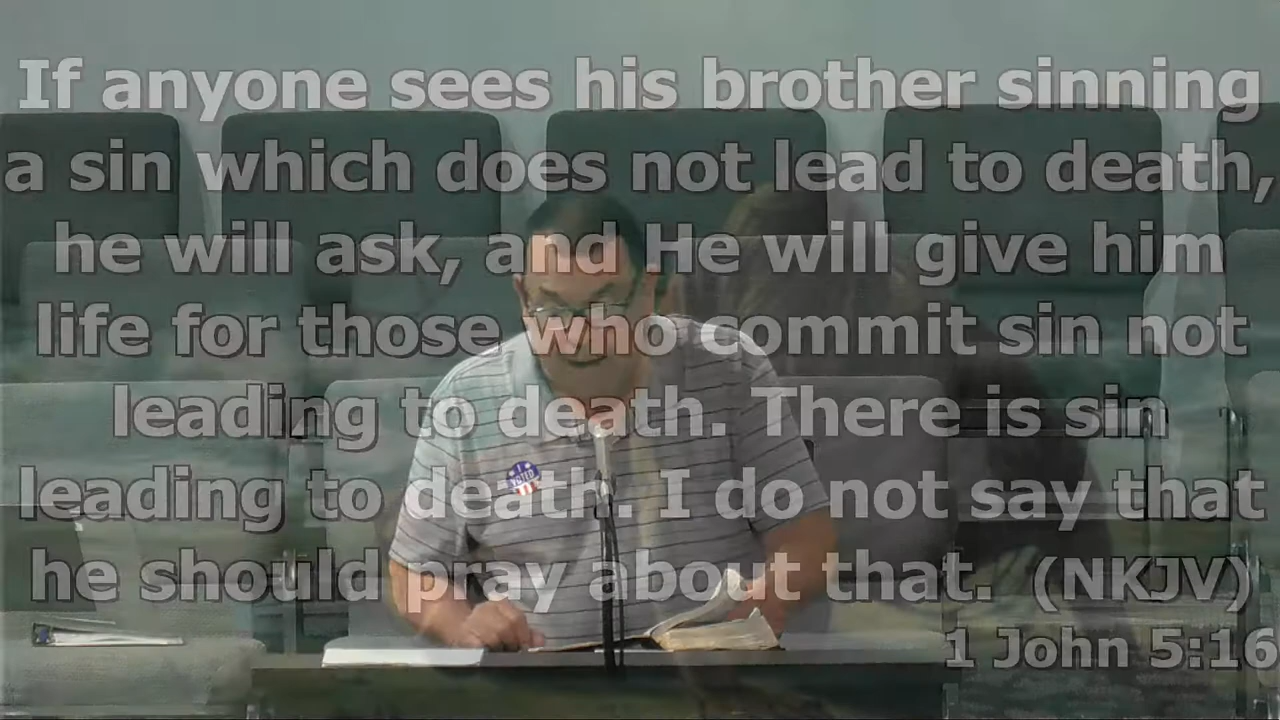 If anyone sees his brother sinning
a sin which does not lead to death,
he will ask, and He will give him
life for those who commit sin not
leading to death. There is sin
leading to death. I do not say that
he should pray about that. (NKJV)
1 John 5:16
I
VOTED